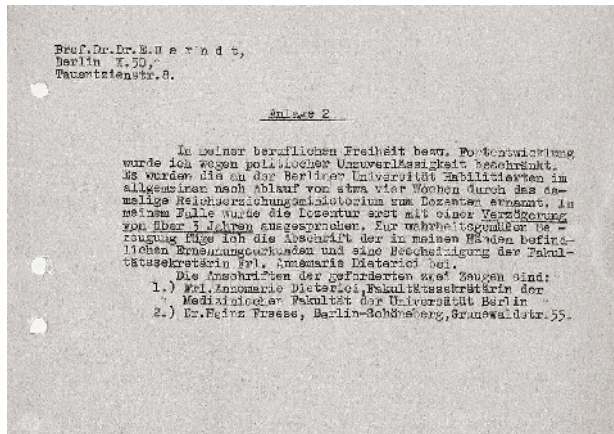 Prof.Dr.Dr.E.H e r n d t,
Berlin W.50,
Tauentzienstr.8.
Anlage 2
In meiner beruflichen Freiheit bezw. Fortentwicklung
wurde ich wegen politischer Unzuverlässigkeit beschränkt.
Es wurden die an der Berliner Universität Habilitierten im
allgemeinen nach Ablauf von etwa vier Wochen durch das da-
malige Reichserziehungsministerium zum Dozenten ernannt. In
meinem Falle wurde die Dozentur erst mit einer Verzögerung
von über 3 Jahren ausgesprochen. Zur wahrheitsgemäßen Be-
zeugung füge ich die Abschrift der in meinen Händen befind-
lichen Ernennungsurkunden und eine Bescheinigung der Fakul-
tätssekretärin Frl. Annemarie Dieterici bei.
Die Anschriften der geforderten zwei Zeugen sind:
1.) Frl.Annemarie Dieterici,Fakultätssekretärin der
Medizinischen Fakultät der Universität Berlin
2.) Dr.Heinz Freese, Berlin-Schöneberg,Grunewaldstr.55.